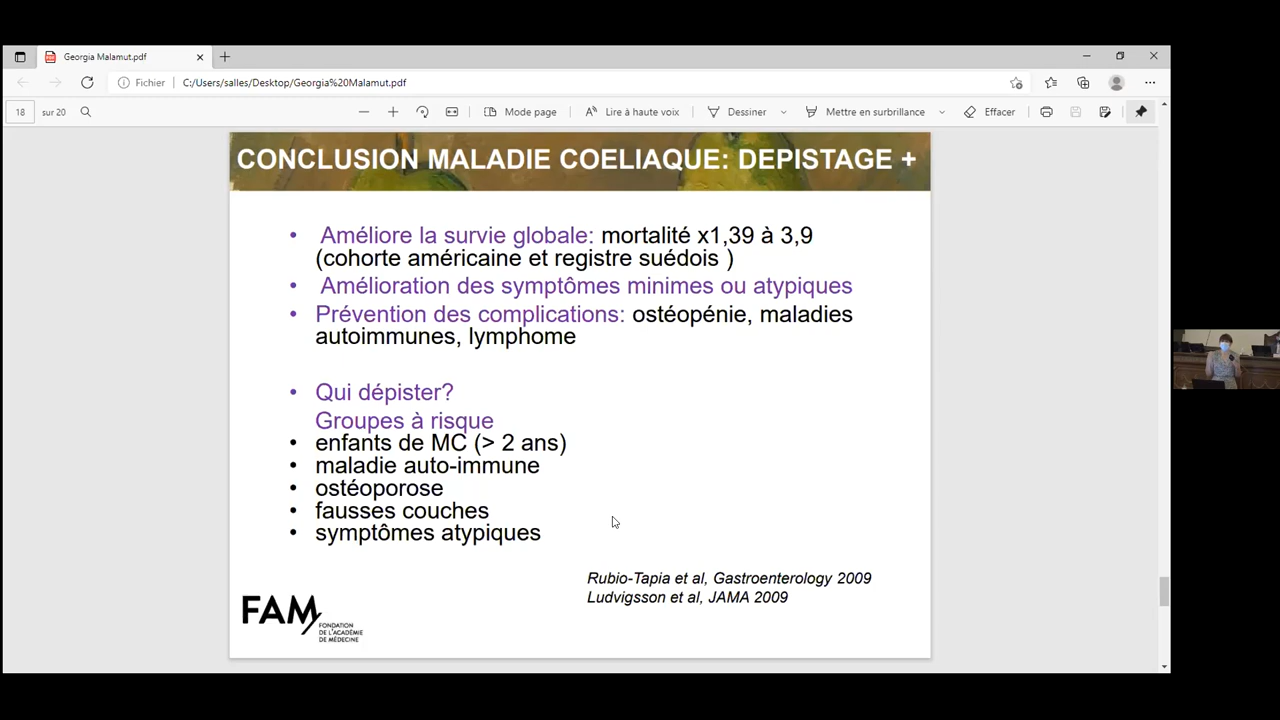 Georgia Malamut.pdf
Fichier
C:/Users/salles/Desktop/Georgia%20Malamut.pdf
18 sur 20
Mode page
Lire à haute voix
Dessiner
Mettre en surbrillance
Effacer
CONCLUSION MALADIE COELIAQUE: DEPISTAGE +
• Améliore la survie globale: mortalité x1,39 à 3,9
(cohorte américaine et registre suédois )
• Amélioration des symptômes minimes ou atypiques
• Prévention des complications: ostéopénie, maladies
autoimmunes, lymphome
• Qui dépister?
Groupes à risque
• enfants de MC (> 2 ans)
• maladie auto-immune
• ostéoporose
• fausses couches
• symptômes atypiques
Rubio-Tapia et al, Gastroenterology 2009
Ludvigsson et al, JAMA 2009
FAM
FONDATION
DE L'ACADÉMIE
DE MÉDECINE